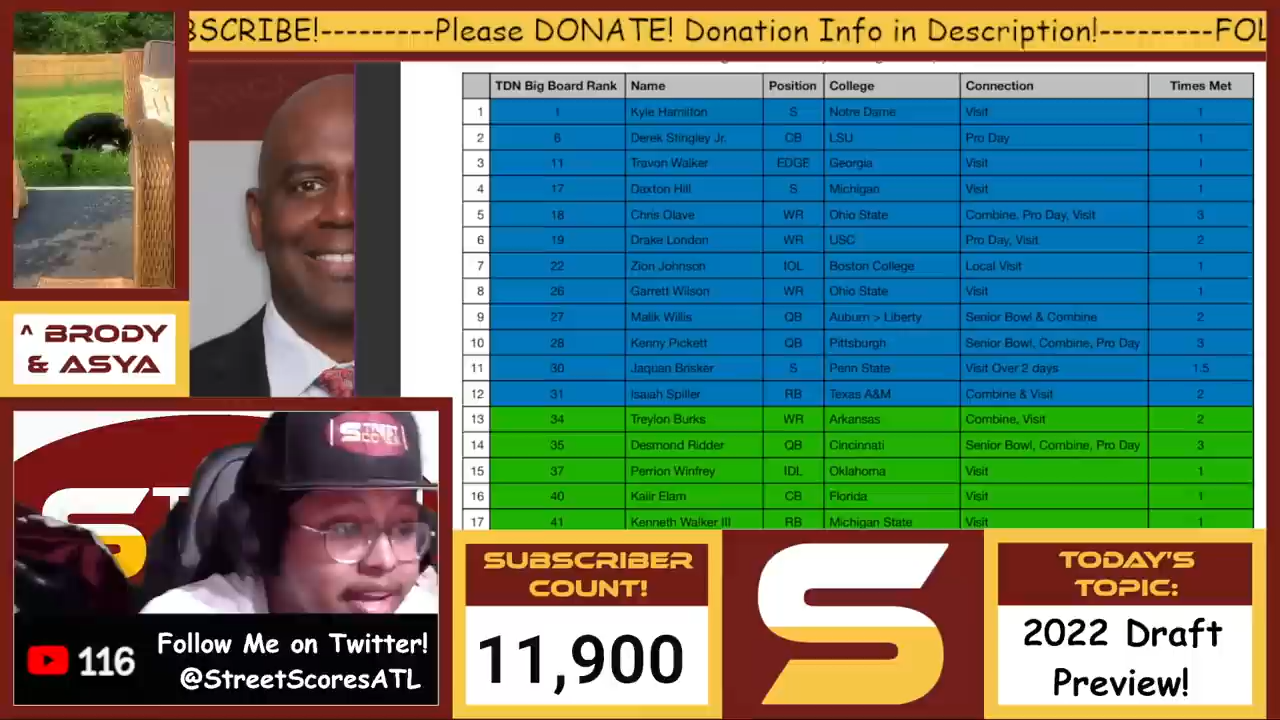 BSCRIBE!---------Please DONATE! Donation Info in Description!---------FOL
TDN Big Board Rank Name Position College Connection Times Met
1 1 Kyle Hamilton S Notre Dame Visit 1
2 6 Derek Stingley Jr. CB LSU Pro Day 1
3 11 Travon Walker EDGE Georgia Visit 1
4 17 Daxton Hill S Michigan Visit 1
5 18 Chris Olave WR Ohio State Combine, Pro Day, Visit 3
6 19 Drake London WR USC Pro Day, Visit 2
7 22 Zion Johnson IOL Boston College Local Visit 1
8 26 Garrett Wilson WR Ohio State Visit 1
9 27 Malik Willis QB Auburn > Liberty Senior Bowl & Combine 2
10 28 Kenny Pickett QB Pittsburgh Senior Bowl, Combine, Pro Day 3
11 30 Jaquan Brisker S Penn State Visit Over 2 days 1.5
12 31 Isaiah Spiller RB Texas A&M Combine & Visit 2
13 34 Treylon Burks WR Arkansas Combine, Visit 2
14 35 Desmond Ridder QB Cincinnati Senior Bowl, Combine, Pro Day 3
15 37 Perrion Winfrey IDL Oklahoma Visit 1
16 40 Kaiir Elam CB Florida Visit 1
17 41 Kenneth Walker III RB Michigan State Visit 1
^ BRODY
& ASYA
116
Follow Me on Twitter!
@StreetScoresATL
SUBSCRIBER
COUNT!
11,900
S
TODAY'S
TOPIC:
2022 Draft
Preview!